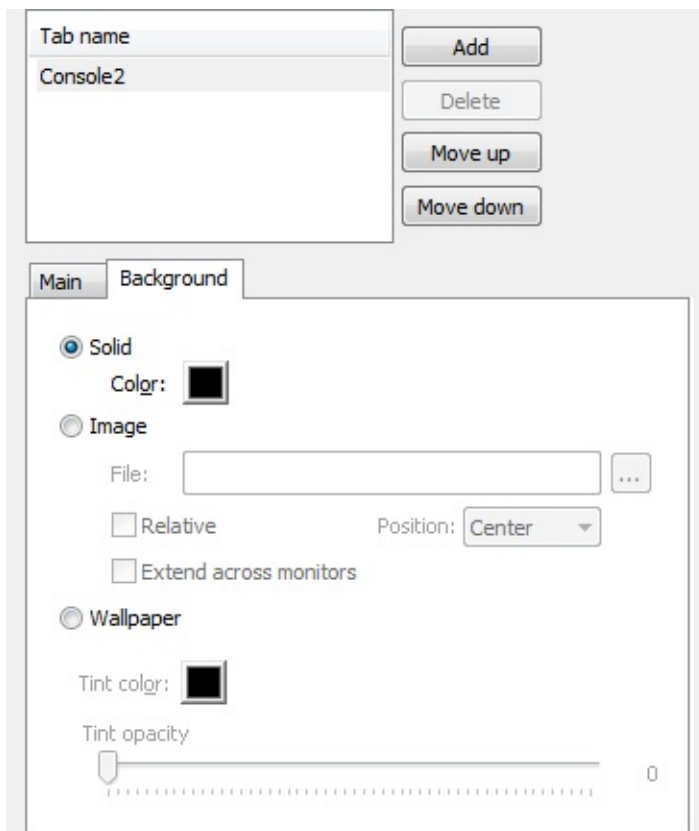 Tab name
Add
Console2
Delete
Move up
Move down
Main
Background
Solid
Color:
Image
File:
...
Relative
Position:
Center
Extend across monitors
Wallpaper
Tint color:
Tint opacity
0